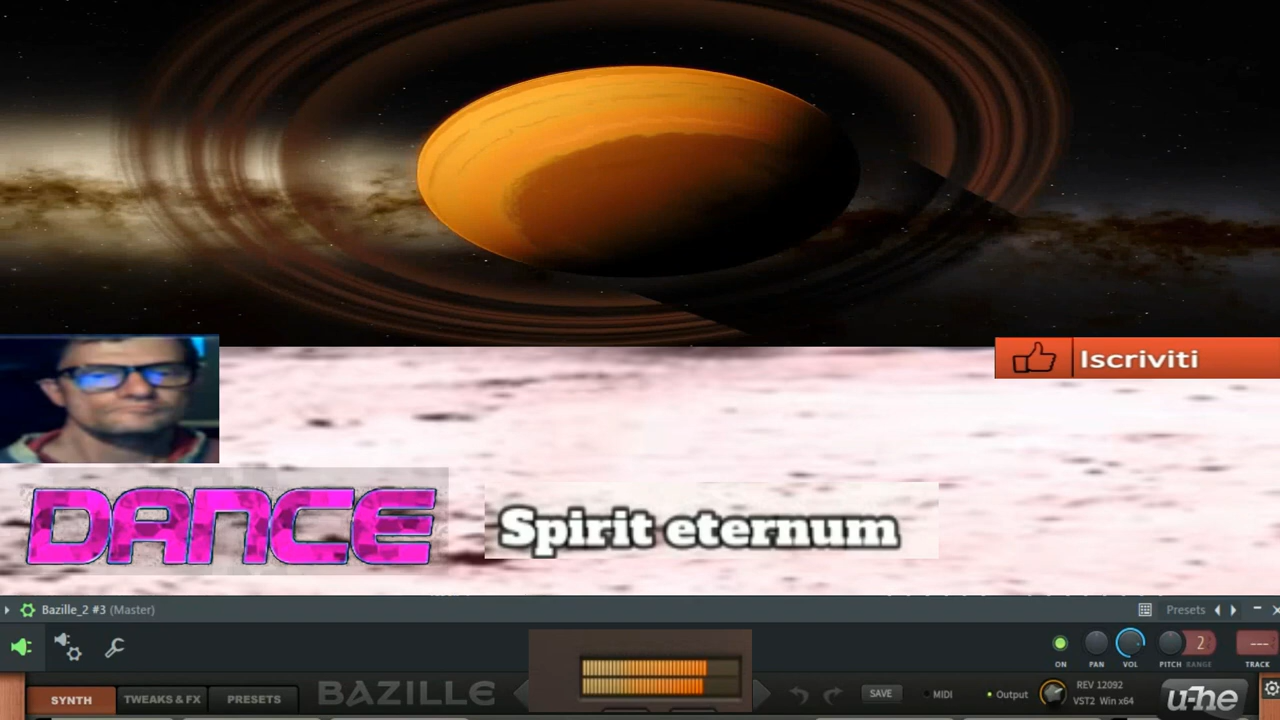 Iscriviti
DANCE
Spirit eternum
Bazille_2 #3 (Master)
Presets
2
---
ON PAN VOL PITCH RANGE TRACK
SYNTH TWEAKS & FX PRESETS BAZILLE SAVE MIDI Output REV 12092
VST2 Win x64
u-he